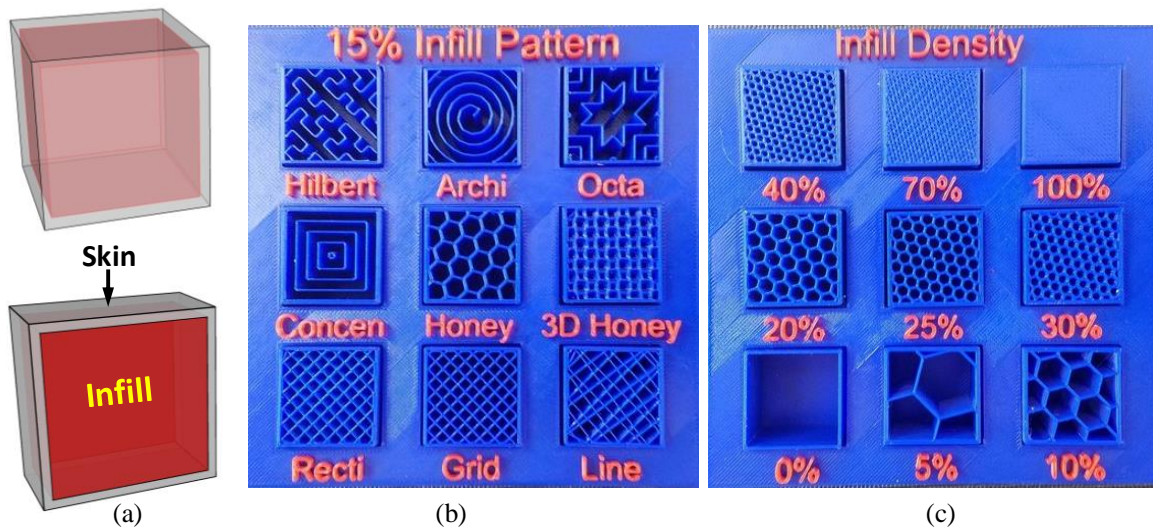 Skin
Infill
(a)
15% Infill Pattern
Hilbert Archi Octa
Concen Honey 3D Honey
Recti Grid Line
(b)
Infill Density
40% 70% 100%
20% 25% 30%
0% 5% 10%
(c)